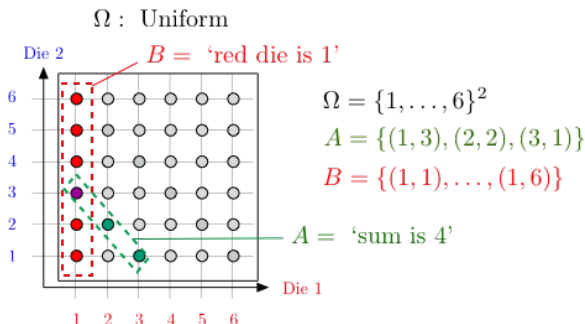 Ω : Uniform
Die 2
B = ‘red die is 1’
6
5
4
3
2
1
Ω = {1, . . . , 6}²
A = {(1, 3), (2, 2), (3, 1)}
B = {(1, 1), . . . , (1, 6)}
A = ‘sum is 4’
Die 1
1 2 3 4 5 6